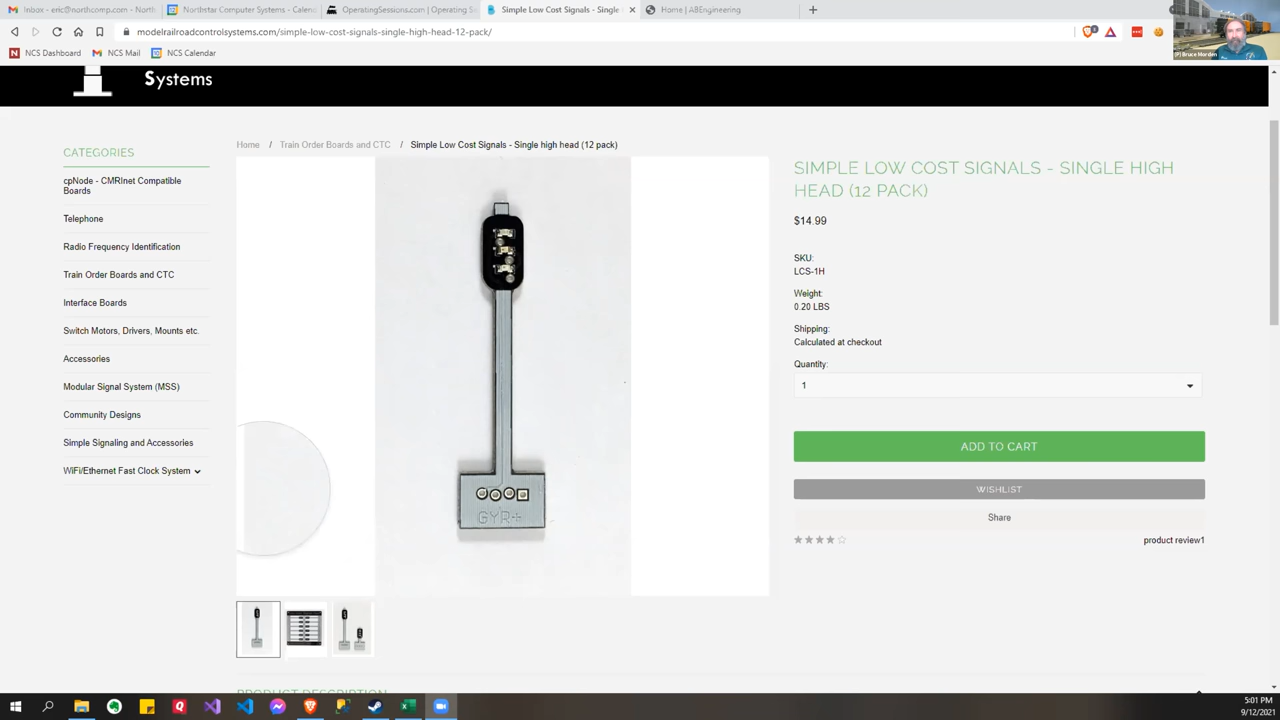 Inbox - eric@northcomp.com - North
Northstar Computer Systems - Calend
OperatingSessions.com | Operating S
Simple Low Cost Signals - Single
Home | ABEngineering
modelrailroadcontrolsystems.com/simple-low-cost-signals-single-high-head-12-pack/
NCS Dashboard
NCS Mail
NCS Calendar
(P) Bruce Morden
Systems
Home / Train Order Boards and CTC / Simple Low Cost Signals - Single high head (12 pack)
CATEGORIES
cpNode - CMRInet Compatible
Boards
Telephone
Radio Frequency Identification
Train Order Boards and CTC
Interface Boards
Switch Motors, Drivers, Mounts etc.
Accessories
Modular Signal System (MSS)
Community Designs
Simple Signaling and Accessories
WiFi/Ethernet Fast Clock System
GYR+
SIMPLE LOW COST SIGNALS - SINGLE HIGH
HEAD (12 PACK)
$14.99
SKU:
LCS-1H
Weight:
0.20 LBS
Shipping:
Calculated at checkout
Quantity:
1
ADD TO CART
WISHLIST
Share
product review1
PRODUCT DESCRIPTION
5:01 PM
9/12/2021